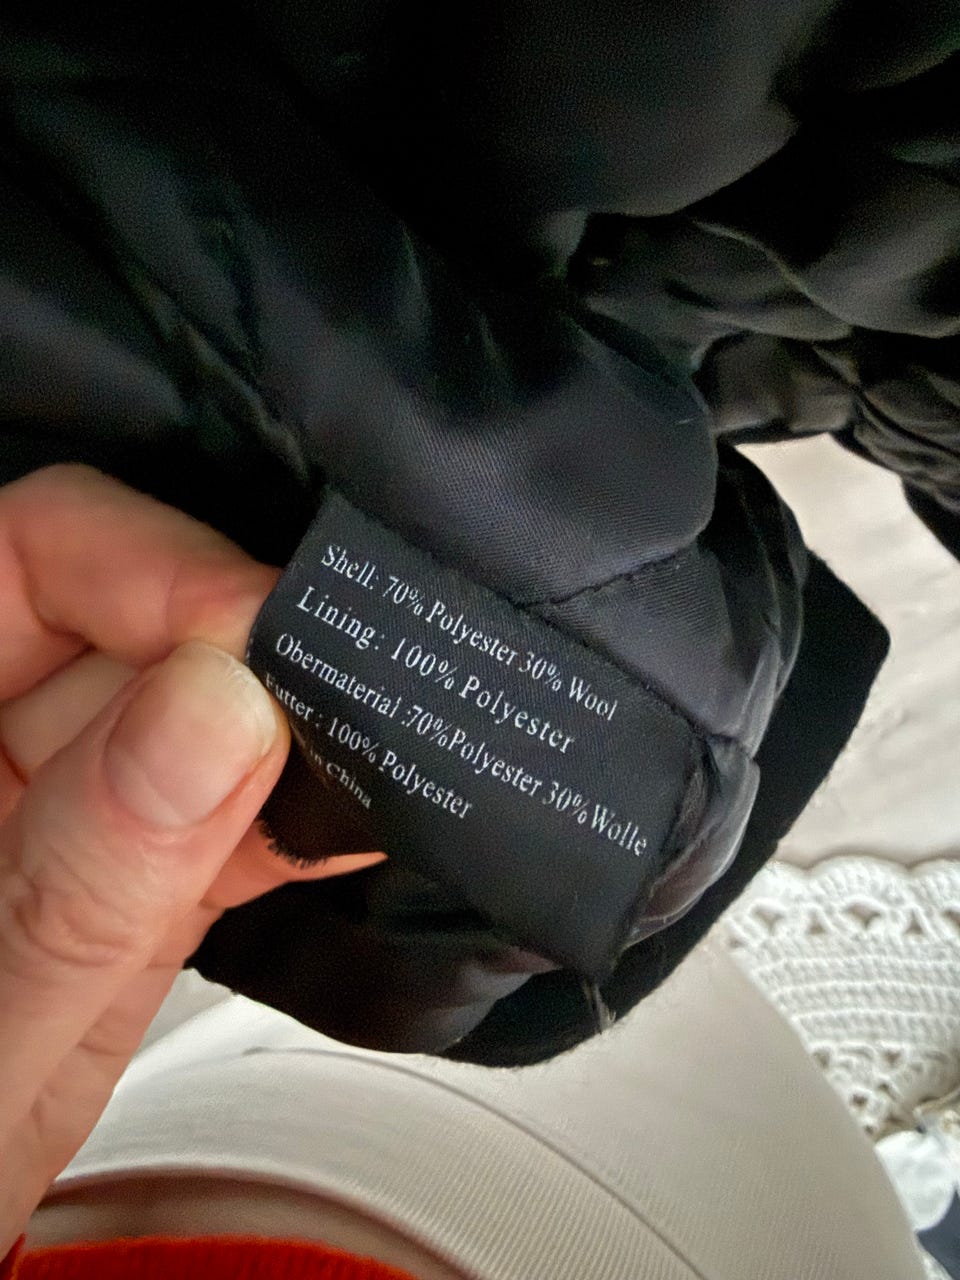 Shell: 70% Polyester 30% Wool
Lining: 100% Polyester
Obermaterial :70%Polyester 30%Wolle
Futter : 100% Polyester
in China